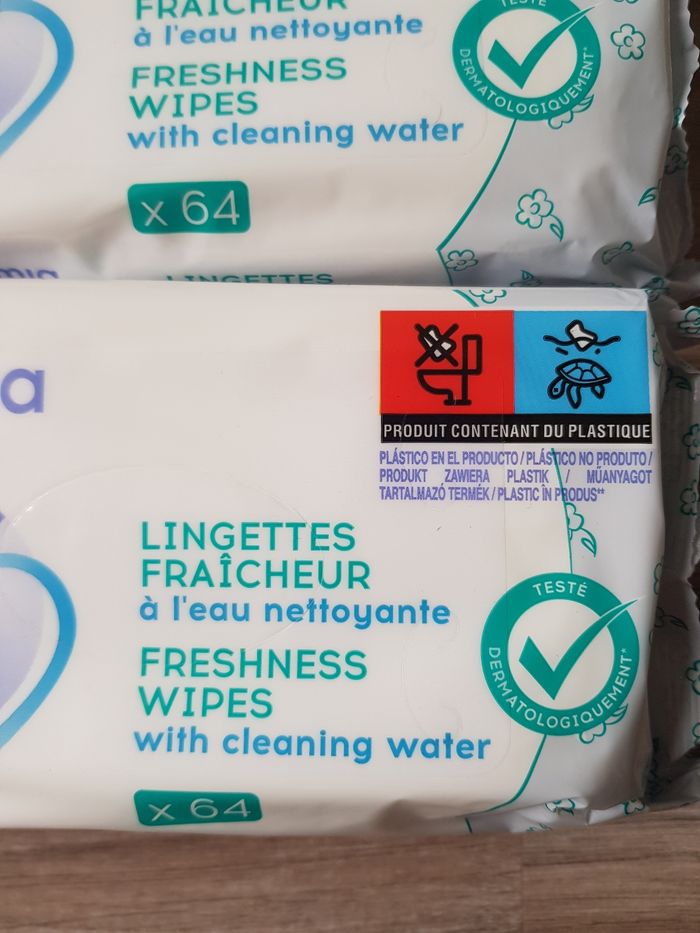 FRAÎCHEUR
à l'eau nettoyante
FRESHNESS
WIPES
with cleaning water
x 64
TESTÉ
DERMATOLOGIQUEMENT*
LINGETTES
a
PRODUIT CONTENANT DU PLASTIQUE
PLÁSTICO EN EL PRODUCTO / PLÁSTICO NO PRODUTO /
PRODUKT ZAWIERA PLASTIK / MŰANYAGOT
TARTALMAZÓ TERMÉK / PLASTIC ÎN PRODUS**
LINGETTES
FRAÎCHEUR
à l'eau nettoyante
FRESHNESS
WIPES
with cleaning water
x 64
TESTÉ
DERMATOLOGIQUEMENT*